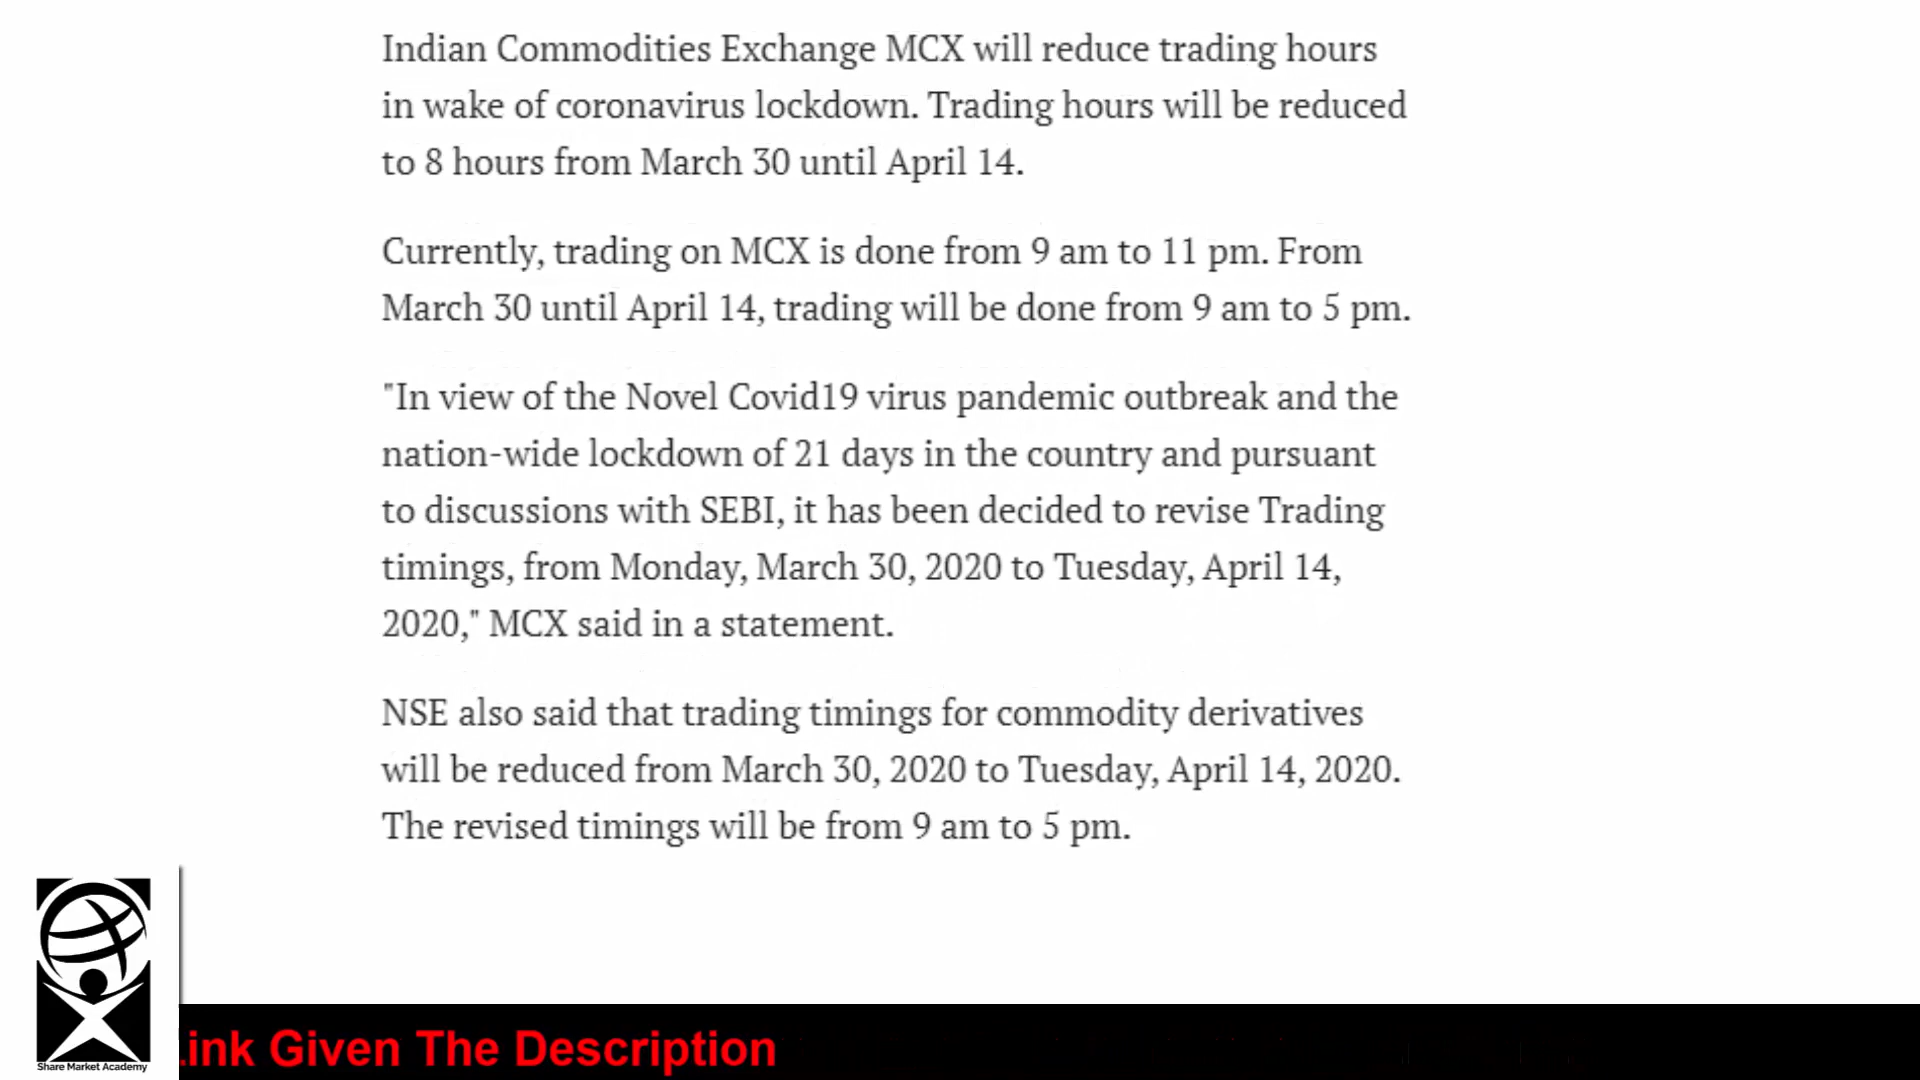 Indian Commodities Exchange MCX will reduce trading hours
in wake of coronavirus lockdown. Trading hours will be reduced
to 8 hours from March 30 until April 14.
Currently, trading on MCX is done from 9 am to 11 pm. From
March 30 until April 14, trading will be done from 9 am to 5 pm.
"In view of the Novel Covid19 virus pandemic outbreak and the
nation-wide lockdown of 21 days in the country and pursuant
to discussions with SEBI, it has been decided to revise Trading
timings, from Monday, March 30, 2020 to Tuesday, April 14,
2020," MCX said in a statement.
NSE also said that trading timings for commodity derivatives
will be reduced from March 30, 2020 to Tuesday, April 14, 2020.
The revised timings will be from 9 am to 5 pm.
Share Market Academy
Link Given The Description